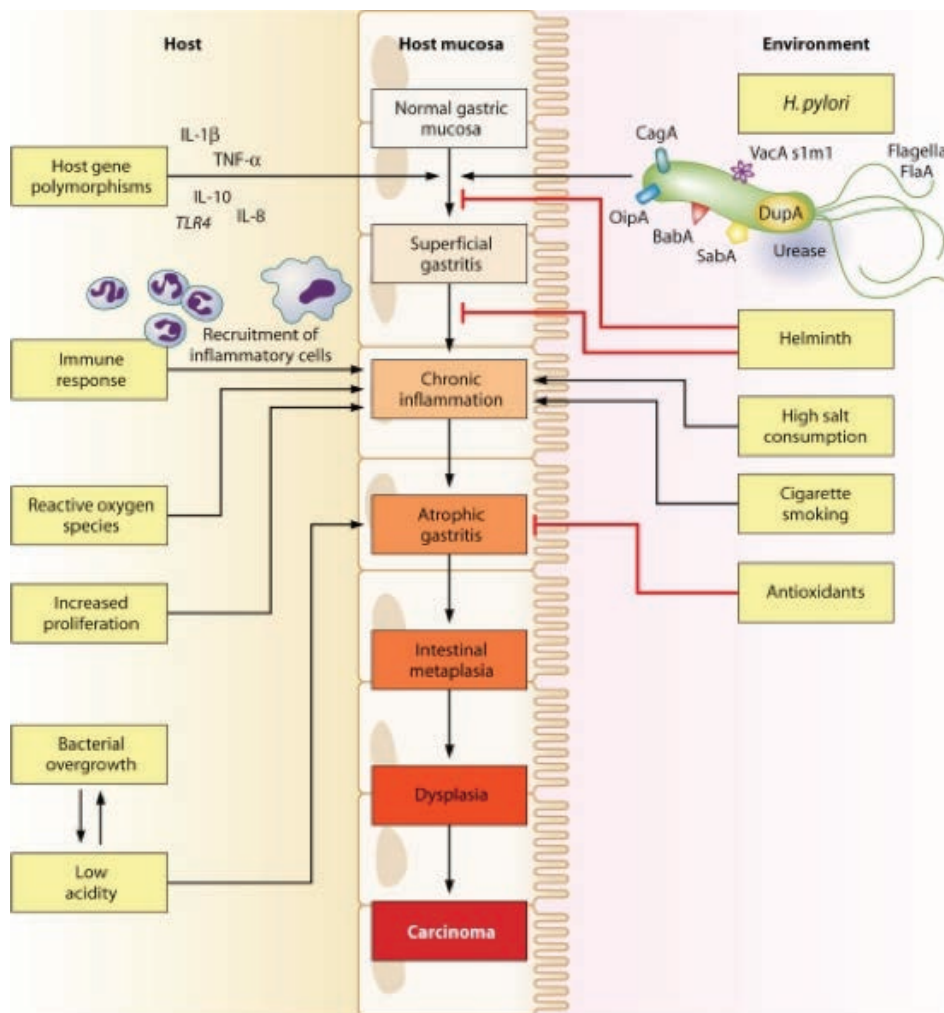 Host
Host mucosa
Environment
Normal gastric
mucosa
H. pylori
Host gene
polymorphisms
IL-1β
TNF-α
IL-10
TLR4
IL-8
CagA
VacA s1m1
Flagella
FlaA
OipA
BabA
SabA
DupA
Urease
Superficial
gastritis
Recruitment of
inflammatory cells
Immune
response
Helminth
Chronic
inflammation
High salt
consumption
Reactive oxygen
species
Atrophic
gastritis
Cigarette
smoking
Increased
proliferation
Antioxidants
Intestinal
metaplasia
Bacterial
overgrowth
Dysplasia
Low
acidity
Carcinoma